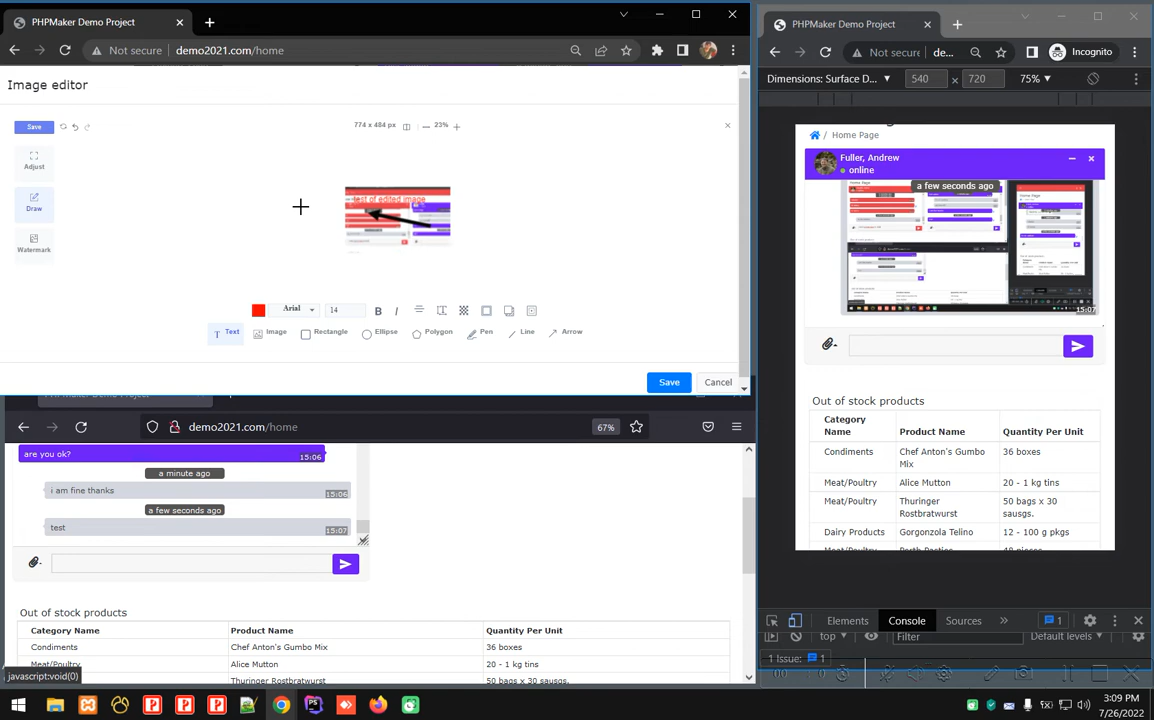 PHPMaker Demo Project
Not secure
demo2021.com/home
Image editor
Save
774 x 484 px
23%
Adjust
Draw
Watermark
test of edited image
Arial
14
B
I
Text
Image
Rectangle
Ellipse
Polygon
Pen
Line
Arrow
Save
Cancel
demo2021.com/home
67%
are you ok?
15:06
a minute ago
i am fine thanks
15:06
a few seconds ago
test
15:07
Out of stock products
Category Name Product Name Quantity Per Unit
Condiments Chef Anton's Gumbo Mix 36 boxes
Meat/Poultry Alice Mutton 20 - 1 kg tins
Thuringer Rostbratwurst 50 bags x 30 sausgs.
javascript:void(0)
PHPMaker Demo Project
Not secure
de...
Incognito
Dimensions: Surface D...
540 x 720 75%
Home Page
Fuller, Andrew
online
a few seconds ago
15:07
Out of stock products
Category
Name Product Name Quantity Per Unit
Condiments Chef Anton's Gumbo
Mix 36 boxes
Meat/Poultry Alice Mutton 20 - 1 kg tins
Meat/Poultry Thuringer
Rostbratwurst 50 bags x 30
sausgs.
Dairy Products Gorgonzola Telino 12 - 100 g pkgs
Elements Console Sources
1
top
Filter
Default levels
1 Issue: 1
3:09 PM
7/26/2022